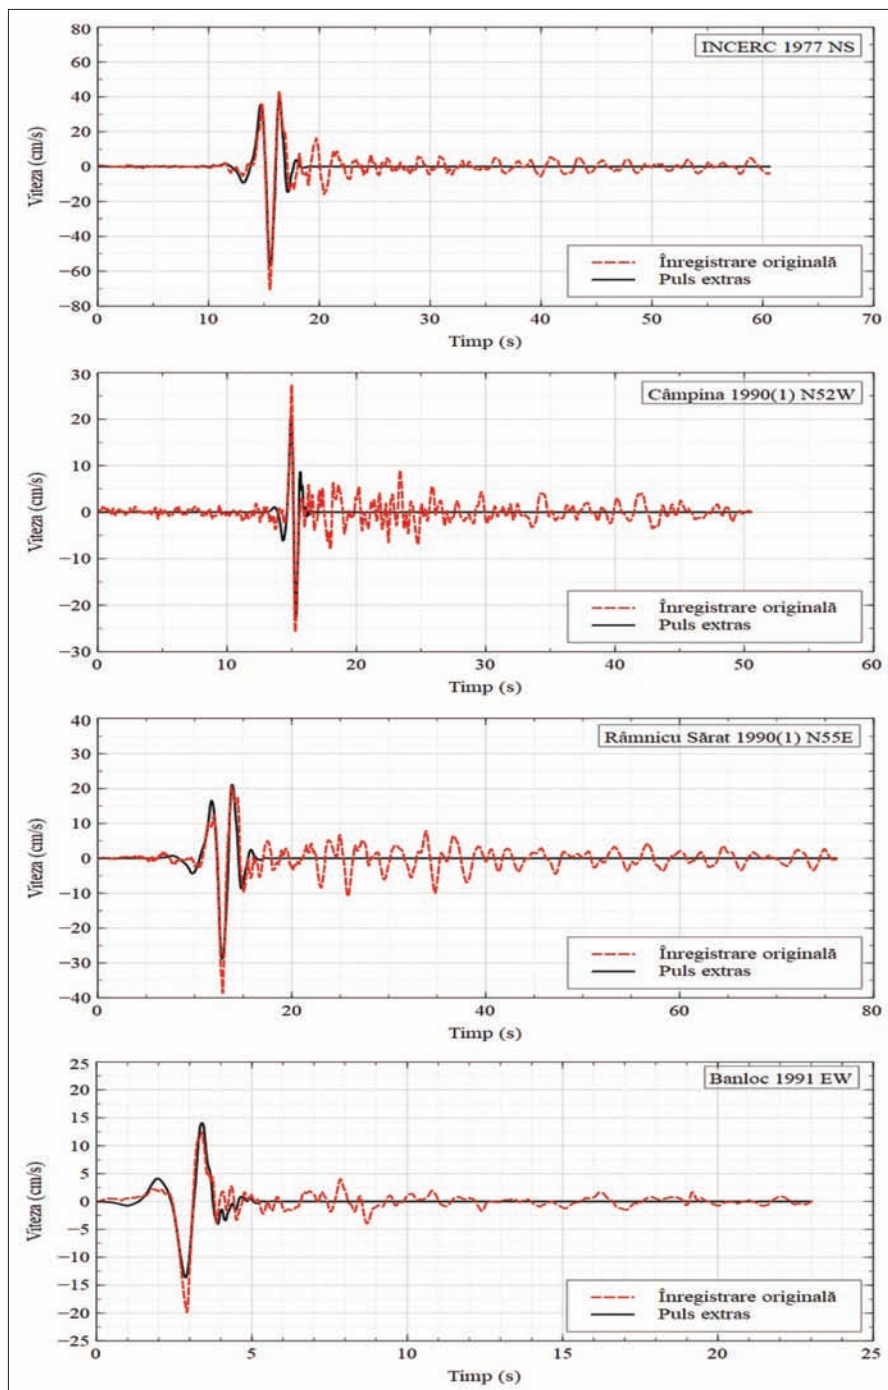 80
INCERC 1977 NS
60
40
20
0
−20
−40
−60
−80
Viteza (cm/s)
Înregistrare originală
Puls extras
0 10 20 30 40 50 60 70
Timp (s)
30
Câmpina 1990(1) N52W
20
10
0
−10
−20
−30
Viteza (cm/s)
Înregistrare originală
Puls extras
0 10 20 30 40 50 60
Timp (s)
40
Râmnicu Sărat 1990(1) N55E
30
20
10
0
−10
−20
−30
−40
Viteza (cm/s)
Înregistrare originală
Puls extras
0 20 40 60 80
Timp (s)
25
Banloc 1991 EW
20
15
10
5
0
−5
−10
−15
−20
−25
Viteza (cm/s)
Înregistrare originală
Puls extras
0 5 10 15 20 25
Timp (s)